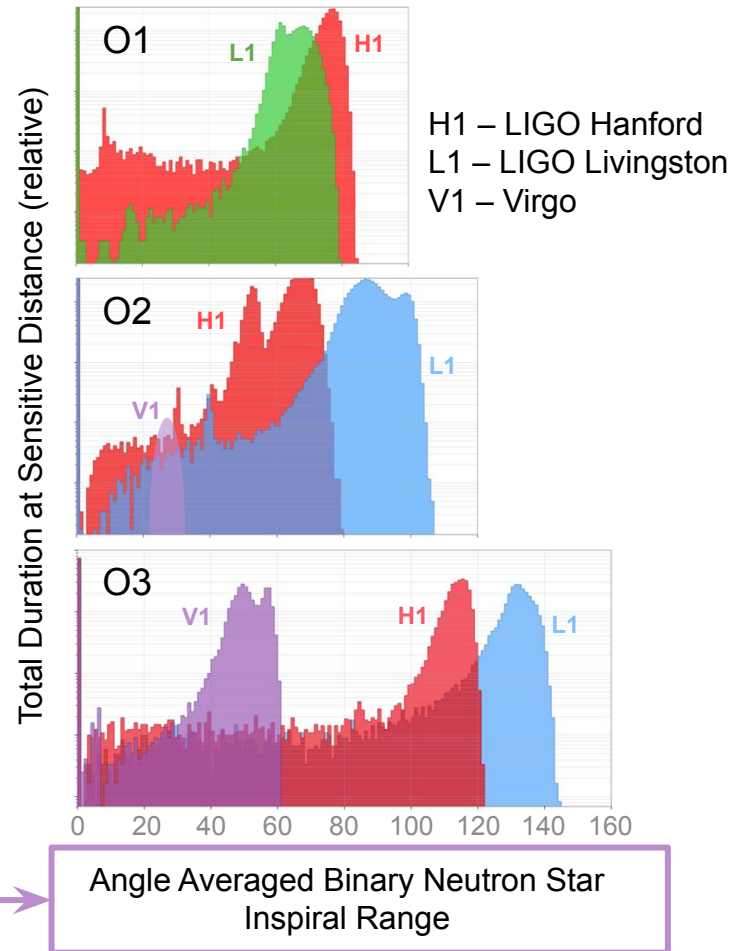 O1
L1
H1
H1 – LIGO Hanford
L1 – LIGO Livingston
V1 – Virgo
Total Duration at Sensitive Distance (relative)
O2
H1
L1
V1
O3
V1
H1
L1
0 20 40 60 80 100 120 140 160
Angle Averaged Binary Neutron Star
Inspiral Range